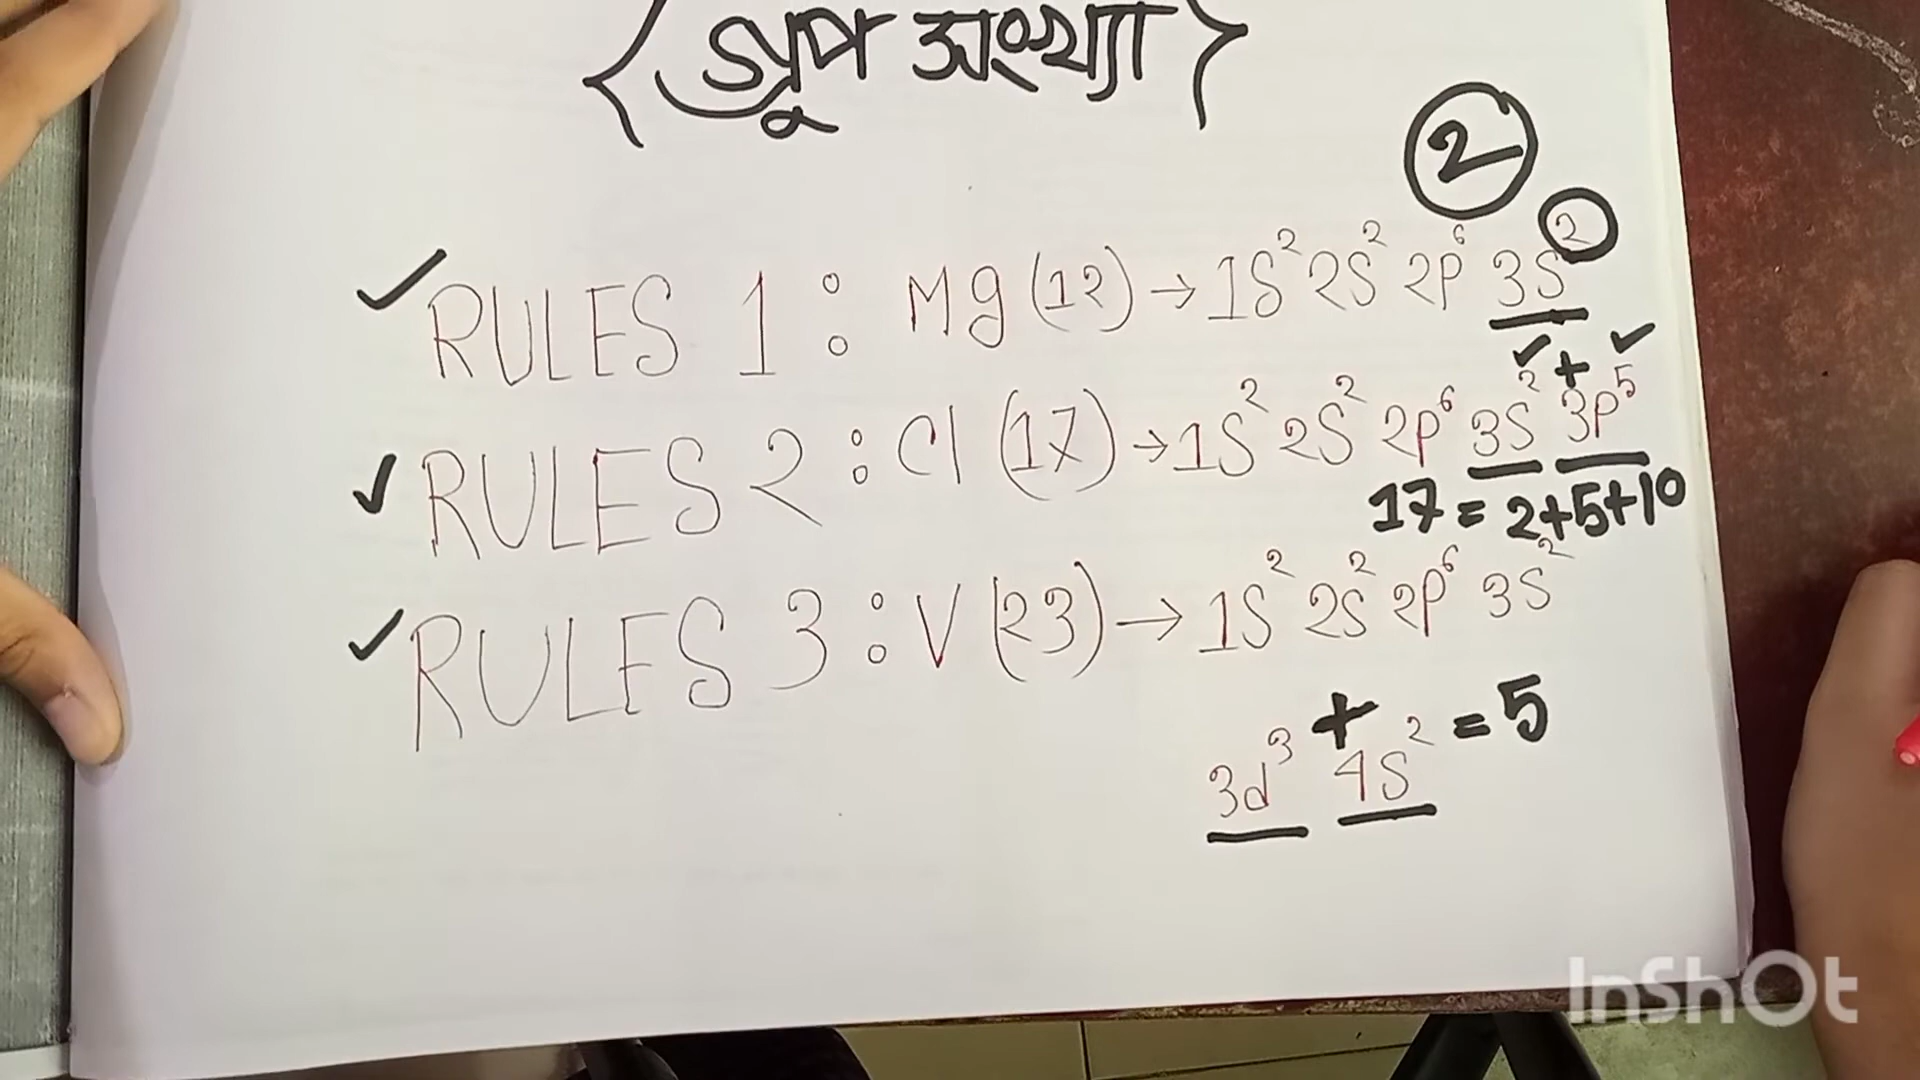 গ্রুপ সংখ্যা
2
RULES 1 : Mg (12) → 1S² 2S² 2P⁶ 3S²
+
RULES 2 : Cl (17) → 1S² 2S² 2P⁶ 3S² 3P⁵
17 = 2+5+10
RULES 3 : V (23) → 1S² 2S² 2P⁶ 3S²
3d³ + 4S² = 5
InShOt